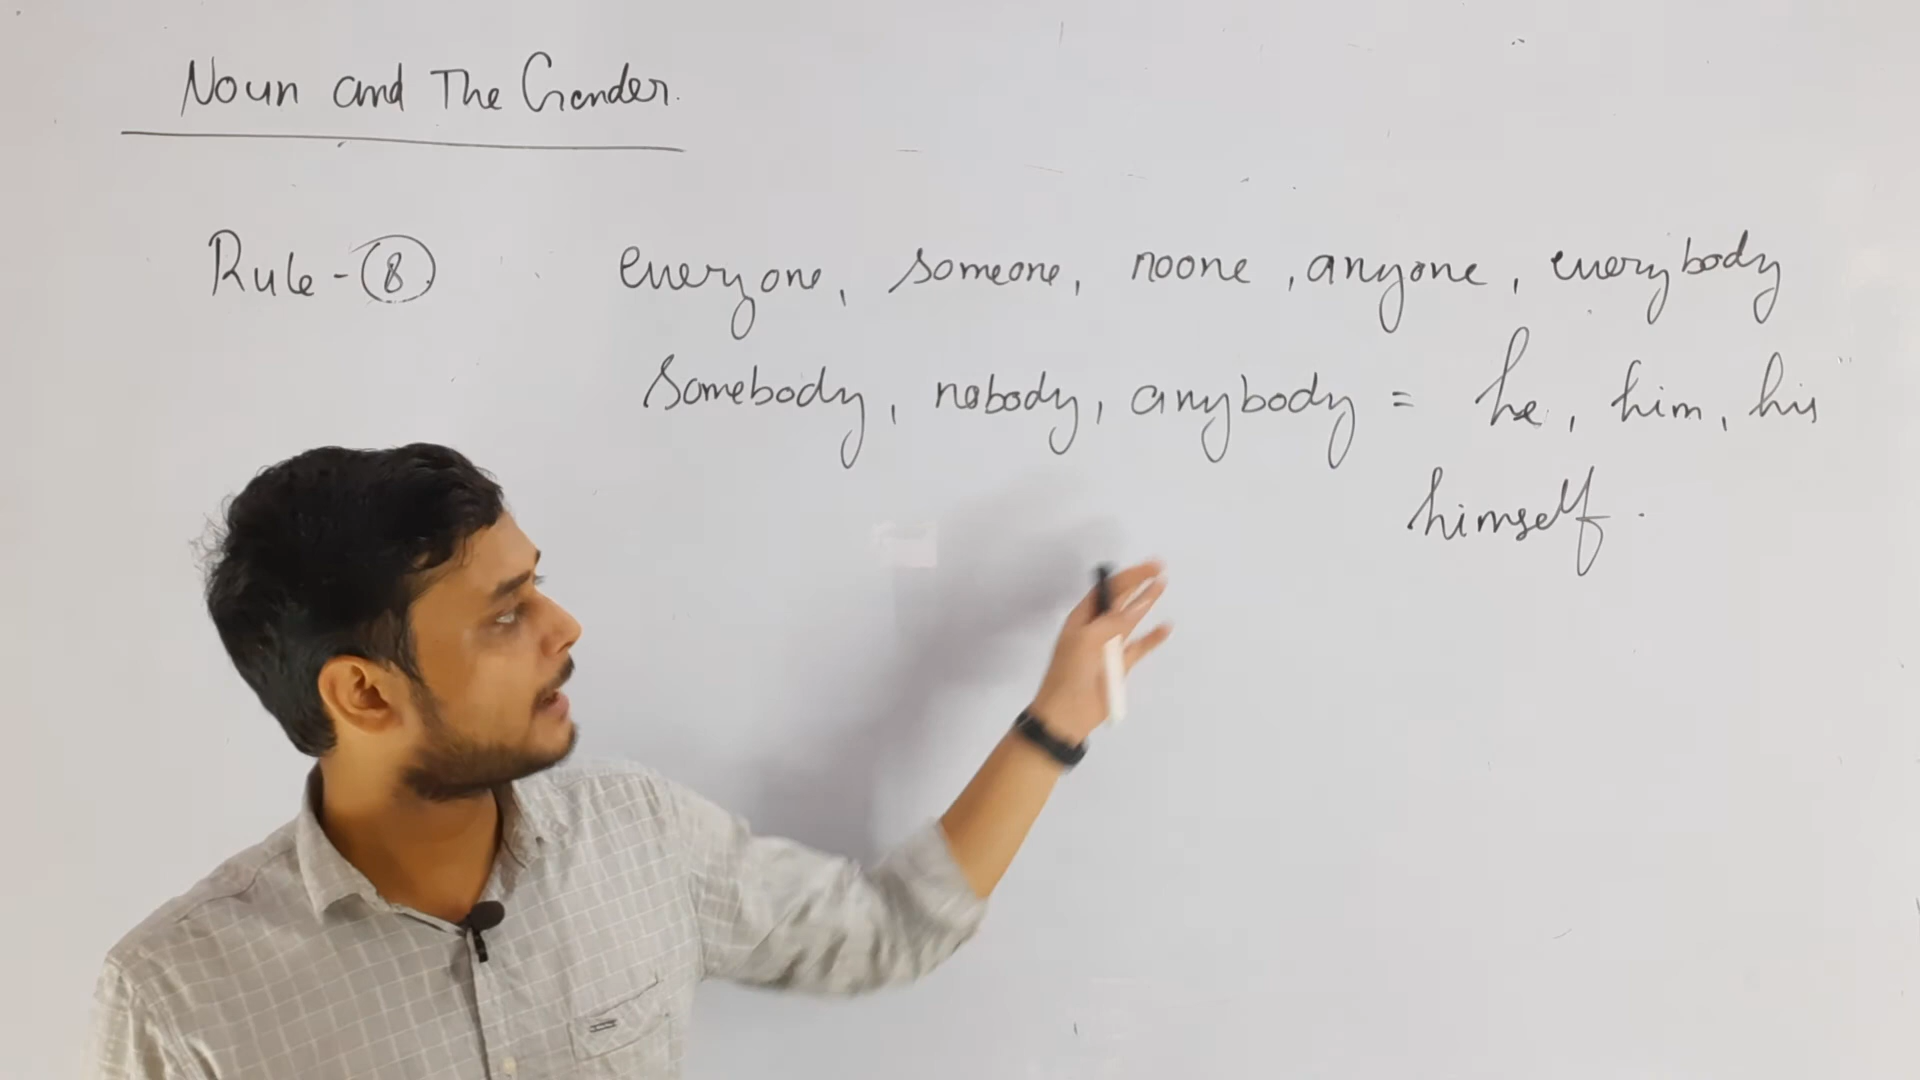 Noun and The Gender.
Rule-8 everyone, someone, noone, anyone, everybody
Somebody, nobody, anybody = he, him, his
himself.